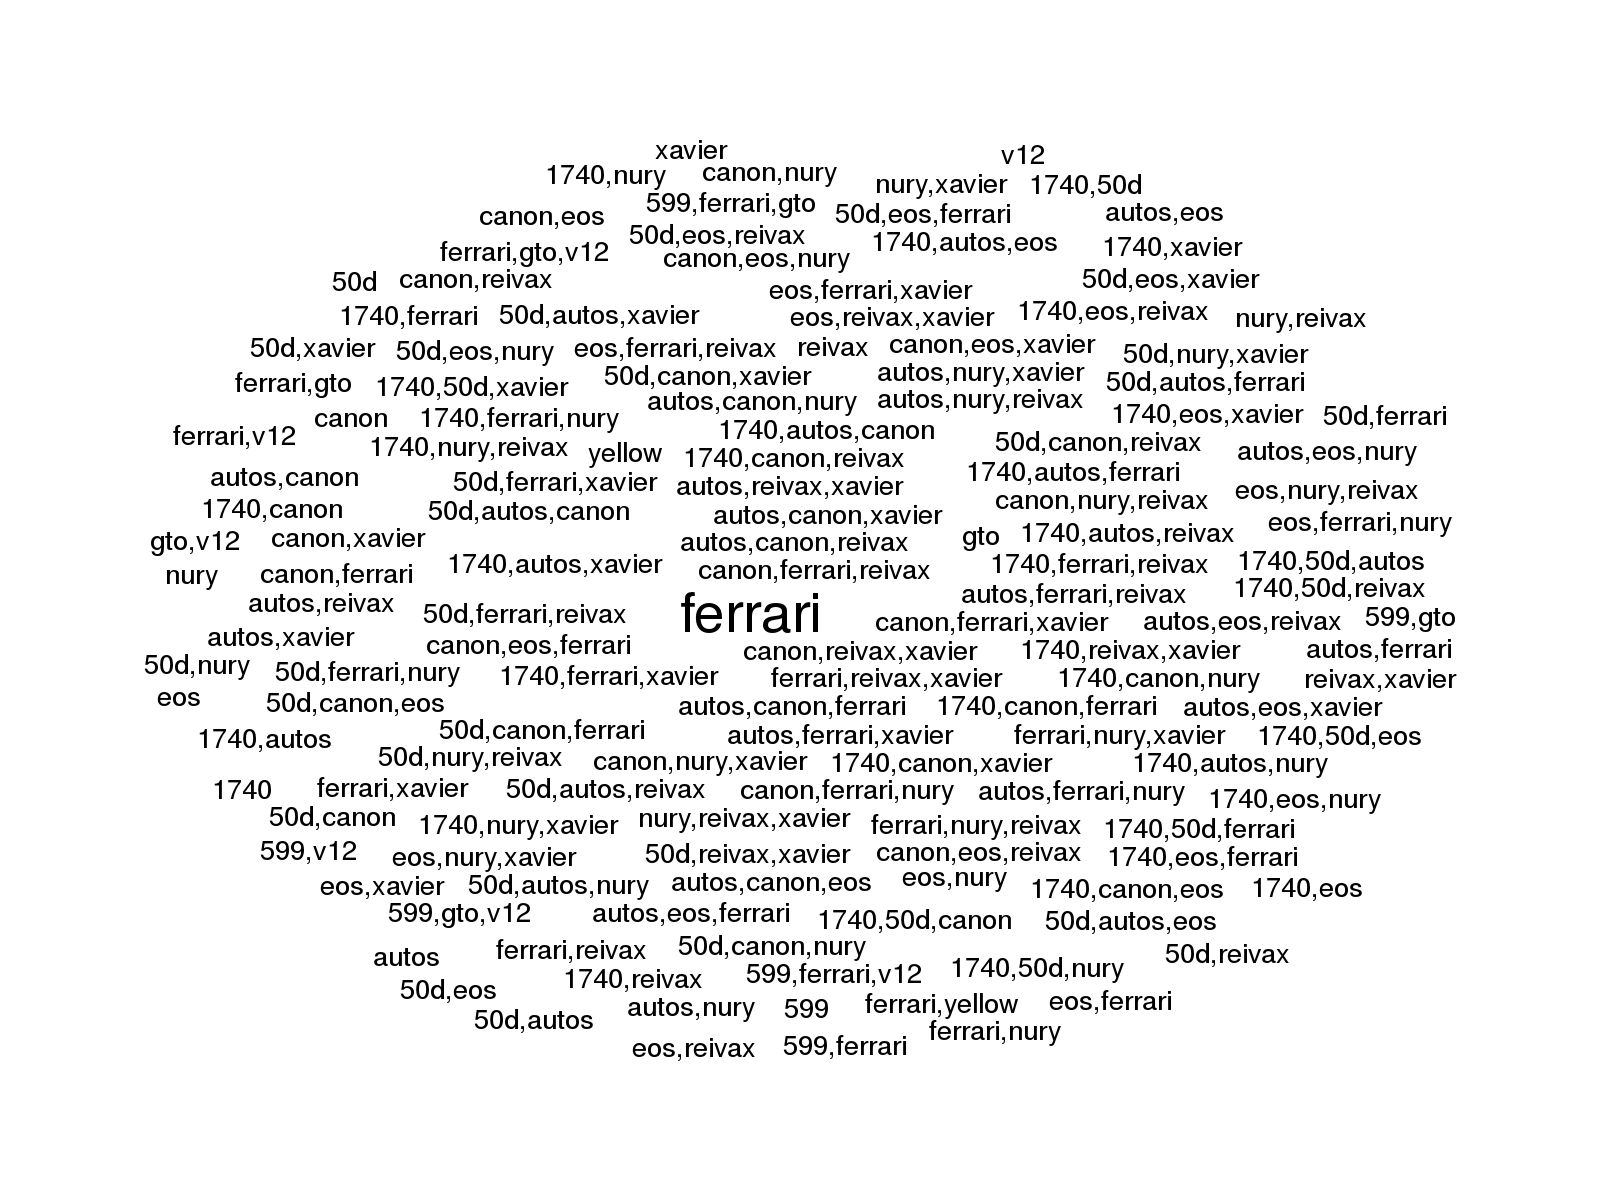 xavier v12
1740,nury canon,nury nury,xavier 1740,50d
canon,eos 599,ferrari,gto 50d,eos,ferrari autos,eos
ferrari,gto,v12 50d,eos,reivax 1740,autos,eos 1740,xavier
canon,eos,nury
50d canon,reivax eos,ferrari,xavier 50d,eos,xavier
1740,ferrari 50d,autos,xavier eos,reivax,xavier 1740,eos,reivax nury,reivax
50d,xavier 50d,eos,nury eos,ferrari,reivax reivax canon,eos,xavier 50d,nury,xavier
ferrari,gto 1740,50d,xavier 50d,canon,xavier autos,nury,xavier 50d,autos,ferrari
canon 1740,ferrari,nury autos,canon,nury autos,nury,reivax 1740,eos,xavier 50d,ferrari
ferrari,v12 1740,nury,reivax yellow 1740,autos,canon 50d,canon,reivax autos,eos,nury
1740,canon,reivax
autos,canon 50d,ferrari,xavier autos,reivax,xavier 1740,autos,ferrari eos,nury,reivax
1740,canon 50d,autos,canon autos,canon,xavier canon,nury,reivax eos,ferrari,nury
gto,v12 canon,xavier autos,canon,reivax gto 1740,autos,reivax
nury canon,ferrari 1740,autos,xavier canon,ferrari,reivax 1740,ferrari,reivax 1740,50d,autos
autos,reivax 50d,ferrari,reivax ferrari autos,ferrari,reivax 1740,50d,reivax
canon,ferrari,xavier autos,eos,reivax 599,gto
autos,xavier canon,eos,ferrari canon,reivax,xavier 1740,reivax,xavier autos,ferrari
50d,nury 50d,ferrari,nury 1740,ferrari,xavier ferrari,reivax,xavier 1740,canon,nury reivax,xavier
eos 50d,canon,eos autos,canon,ferrari 1740,canon,ferrari autos,eos,xavier
1740,autos 50d,canon,ferrari autos,ferrari,xavier ferrari,nury,xavier 1740,50d,eos
50d,nury,reivax canon,nury,xavier 1740,canon,xavier 1740,autos,nury
1740 ferrari,xavier 50d,autos,reivax canon,ferrari,nury autos,ferrari,nury 1740,eos,nury
50d,canon 1740,nury,xavier nury,reivax,xavier ferrari,nury,reivax 1740,50d,ferrari
599,v12 eos,nury,xavier 50d,reivax,xavier canon,eos,reivax 1740,eos,ferrari
eos,xavier 50d,autos,nury autos,canon,eos eos,nury 1740,canon,eos 1740,eos
599,gto,v12 autos,eos,ferrari 1740,50d,canon 50d,autos,eos
autos ferrari,reivax 50d,canon,nury 50d,reivax
50d,eos 1740,reivax 599,ferrari,v12 1740,50d,nury
50d,autos autos,nury 599 ferrari,yellow eos,ferrari
eos,reivax 599,ferrari ferrari,nury